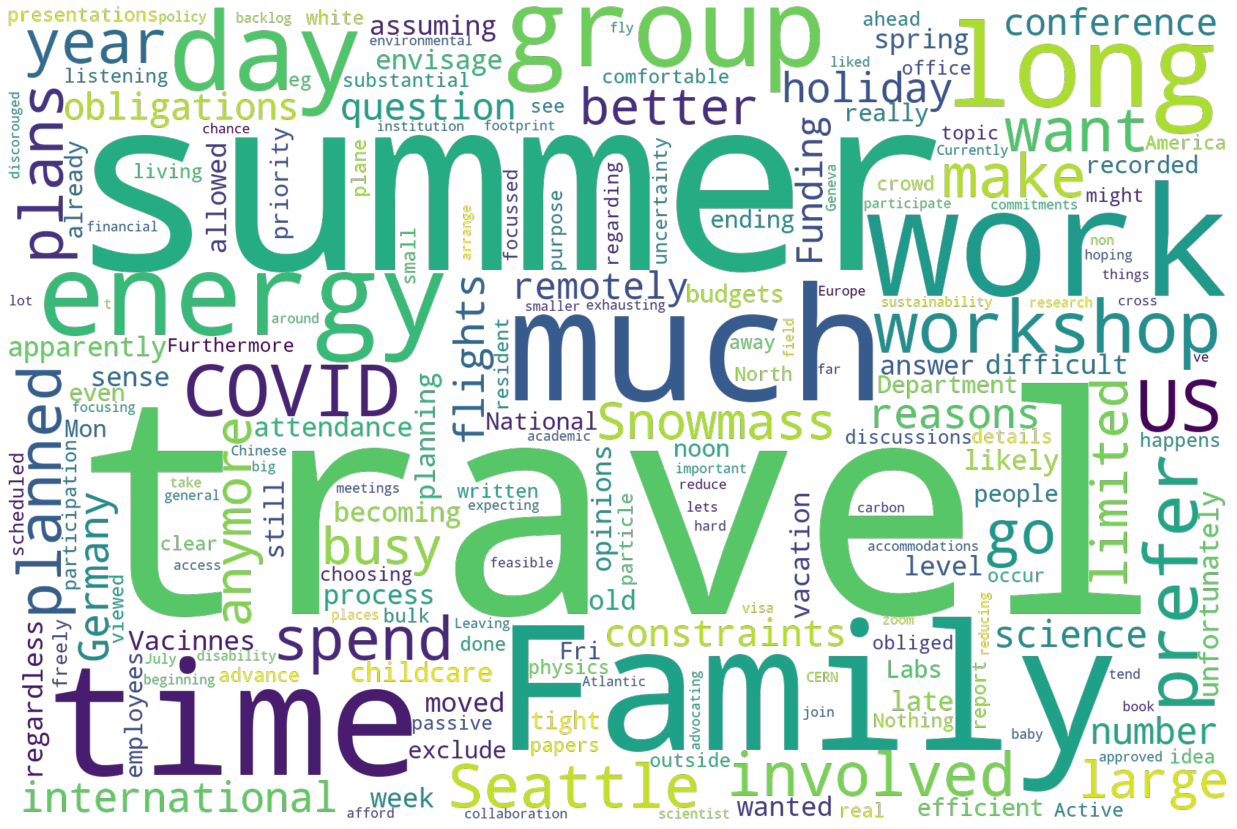 presentations
policy
backlog
white
assuming
environmental
year
day
group
fly
ahead
spring
conference
long
listening
eg
envisage
substantial
comfortable
holiday
office
obligations
question
better
see
really
want
topic
America
Currently
discorouged
plans
chance
institution
footprint
already
living
plane
summer
Funding
make
recorded
crowd
Geneva
participate
commitments
might
financial
allowed
priority
arrange
focussed
purpose
regarding
uncertainty
ending
work
non
hoping
things
lot
energy
t
around
small
flights
remotely
smaller
exhausting
budgets
much
Europe
sustainability
research
cross
workshop
apparently
Furthermore
resident
away
North
field
far
answer
difficult
ve
planned
sense
COVID
even
focusing
Mon
anymore
attendance
planning
National
academic
Snowmass
Department
reasons
US
discussions
details
happens
Chinese
big
noon
important
reduce
likely
limited
prefer
Germany
participation
scheduled
take
general
still
meetings
becoming
written
expecting
opinions
particle
lets
hard
people
go
travel
carbon
unfortunately
clear
access
busy
feasible
vacation
accommodations
level
occur
viewed
freely
choosing
process
places
bulk
old
visa
zoom
reducing
regardless
Vacinnes
spend
Leaving
done
Fri
constraints
obliged
science
July
disability
beginning
advance
childcare
physics
Atlantic
CERN
Labs
tend
employees
time
moved
passive
late
Nothing
report
Family
join
baby
book
number
exclude
tight
papers
advocating
outside
approved
idea
international
week
Seattle
involved
large
afford
collaboration
scientist
wanted
real
efficient
Active
liked